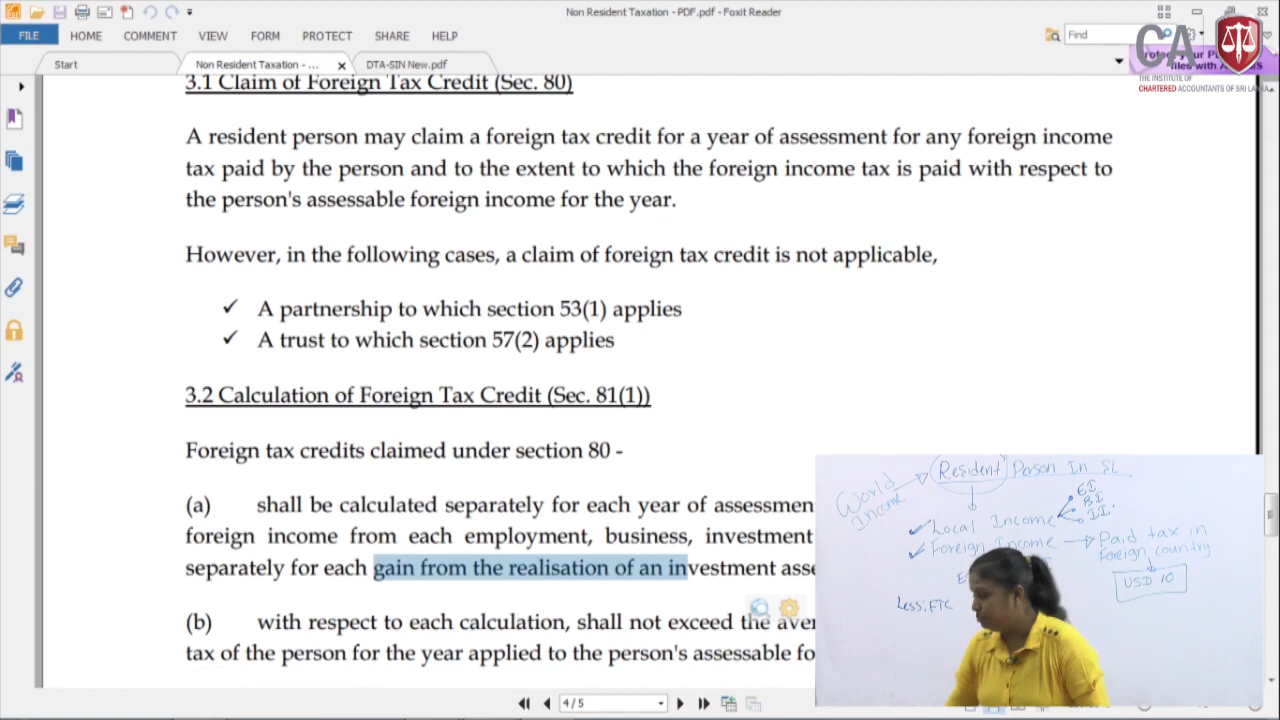 Non Resident Taxation - PDF.pdf - Foxit Reader
FILE HOME COMMENT VIEW FORM PROTECT SHARE HELP
Find
CA
files with
THE INSTITUTE OF
CHARTERED ACCOUNTANTS OF SRI LANKA
Start Non Resident Taxation - ... DTA-SIN New.pdf
3.1 Claim of Foreign Tax Credit (Sec. 80)
A resident person may claim a foreign tax credit for a year of assessment for any foreign income
tax paid by the person and to the extent to which the foreign income tax is paid with respect to
the person's assessable foreign income for the year.
However, in the following cases, a claim of foreign tax credit is not applicable,
✓ A partnership to which section 53(1) applies
✓ A trust to which section 57(2) applies
3.2 Calculation of Foreign Tax Credit (Sec. 81(1))
Foreign tax credits claimed under section 80 -
(a) shall be calculated separately for each year of assessment
foreign income from each employment, business, investment
separately for each gain from the realisation of an investment asse
(b) with respect to each calculation, shall not exceed the aver
tax of the person for the year applied to the person's assessable fo
4/5
World Income → Resident Person In SL
EI
BI
II
✓ Local Income
✓ Foreign Income → Paid tax in
Foreign country
USD 10
Less: FTC